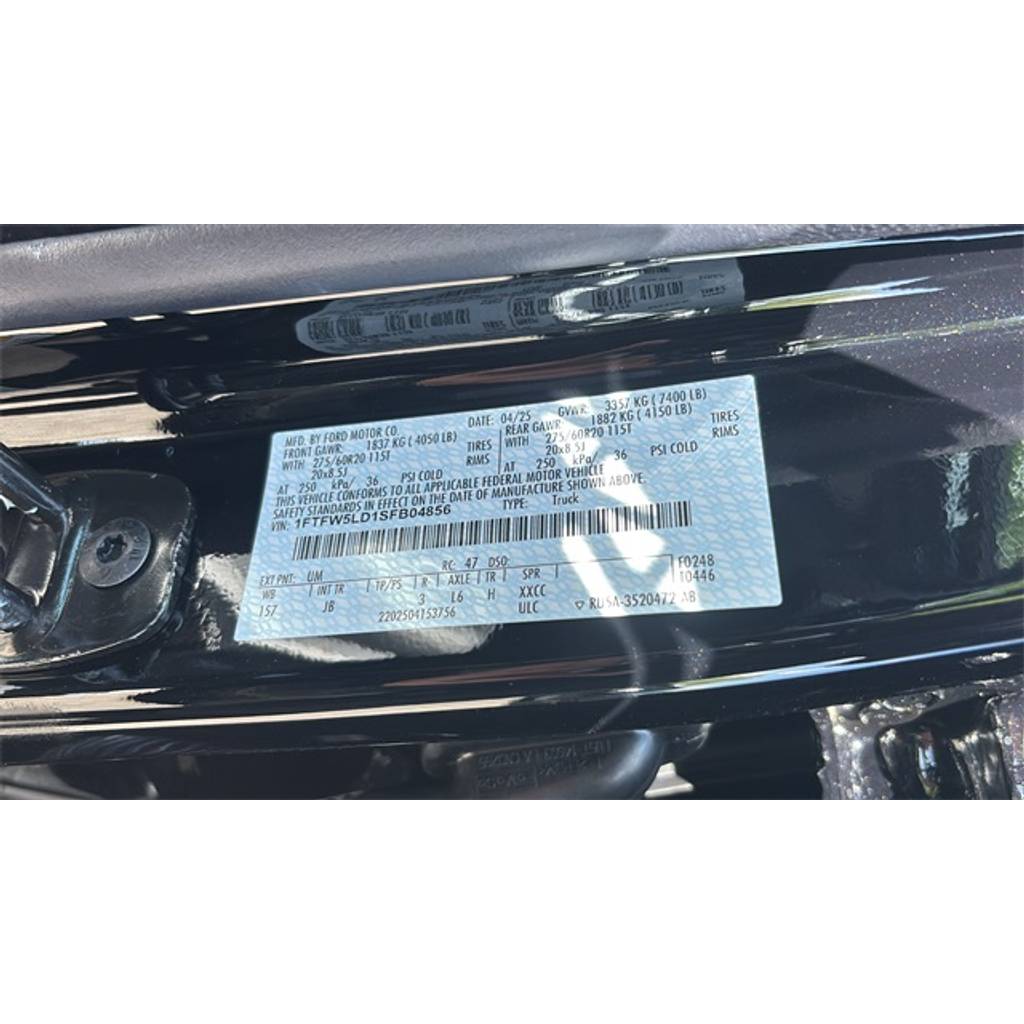 MFD. BY FORD MOTOR CO. DATE: 04/25 GVWR: 3357 KG ( 7400 LB)
FRONT GAWR: 1837 KG ( 4050 LB) REAR GAWR: 1882 KG ( 4150 LB)
WITH 275/60R20 115T TIRES WITH 275/60R20 115T TIRES
20x8.5J RIMS 20x8.5J RIMS
AT 250 kPa/ 36 PSI COLD AT 250 kPa/ 36 PSI COLD
THIS VEHICLE CONFORMS TO ALL APPLICABLE FEDERAL MOTOR VEHICLE
SAFETY STANDARDS IN EFFECT ON THE DATE OF MANUFACTURE SHOWN ABOVE.
VIN: 1FTFW5LD1SFB04856 TYPE: Truck
EXT PNT: UM RC: 47 DSO: F0248
WB INT TR TP/PS R AXLE TR SPR T0446
157 JB 3 L6 H XXCC
2202504153756 ULC RU5A-3520472 AB